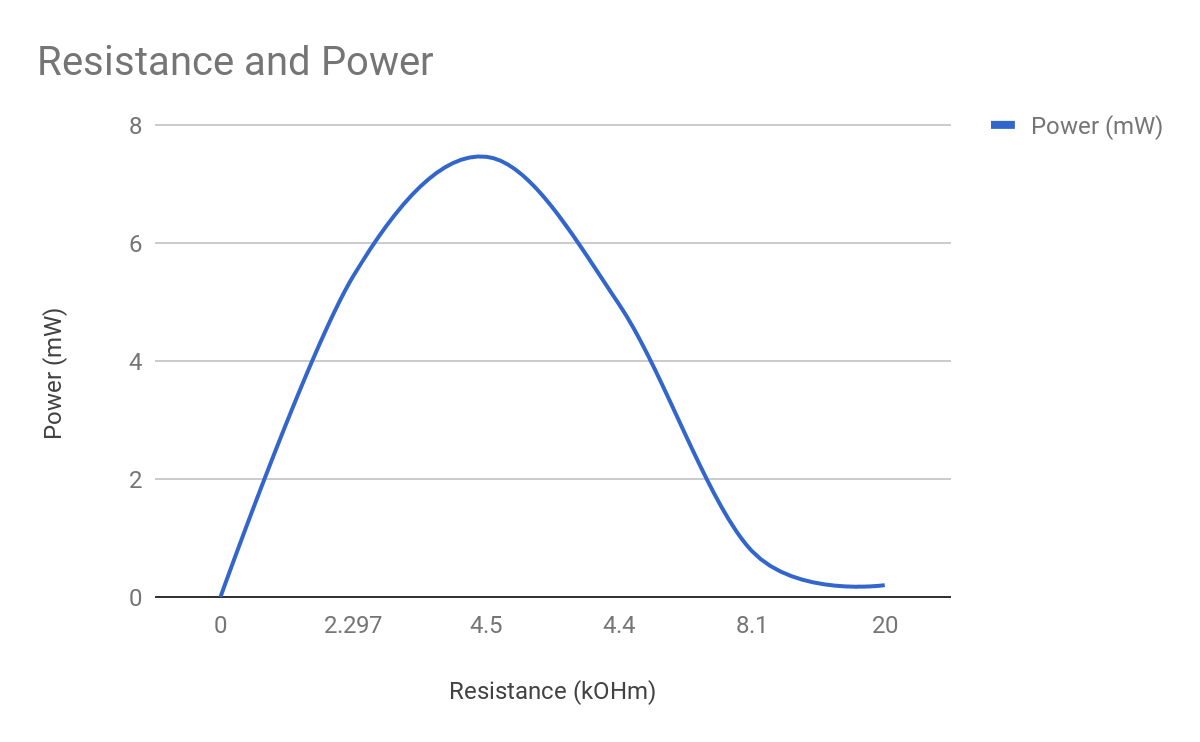 Resistance and Power
Power (mW)
8
6
4
2
0
Power (mW)
0 2.297 4.5 4.4 8.1 20
Resistance (kOHm)